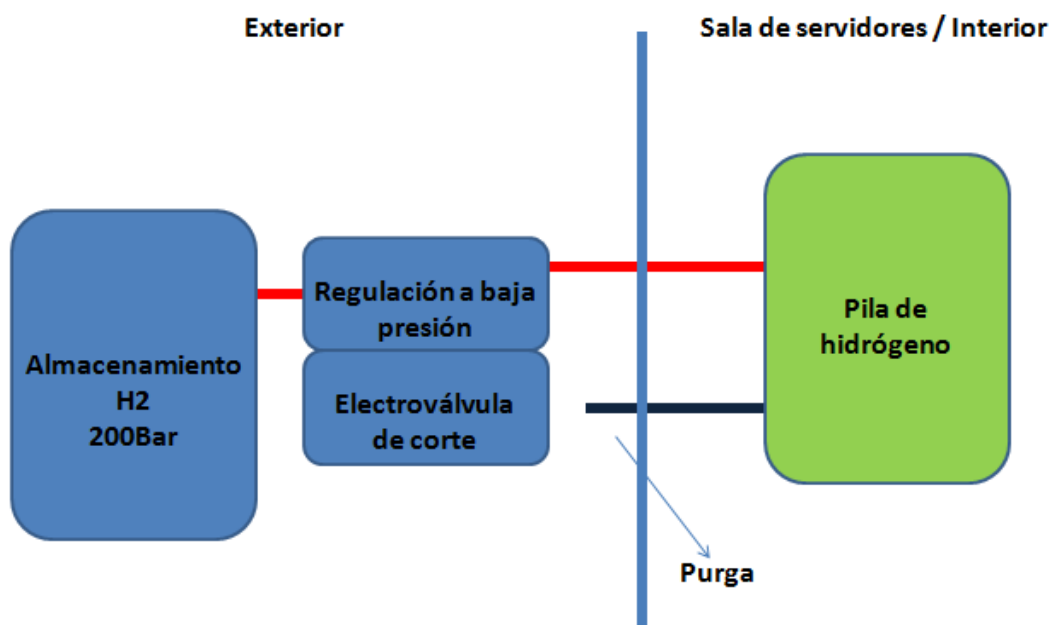 Exterior
Sala de servidores / Interior
Almacenamiento
H2
200Bar
Regulación a baja
presión
Electroválvula
de corte
Pila de
hidrógeno
Purga